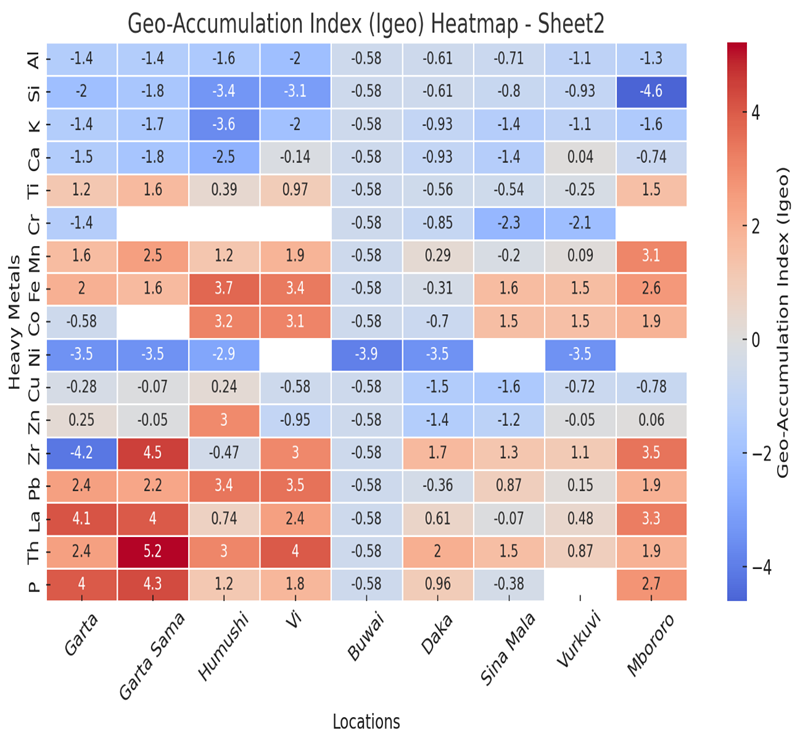 Geo-Accumulation Index (Igeo) Heatmap - Sheet2
Al -1.4 -1.4 -1.6 -2 -0.58 -0.61 -0.71 -1.1 -1.3
Si -2 -1.8 -3.4 -3.1 -0.58 -0.61 -0.8 -0.93 -4.6
K -1.4 -1.7 -3.6 -2 -0.58 -0.93 -1.4 -1.1 -1.6
Ca -1.5 -1.8 -2.5 -0.14 -0.58 -0.93 -1.4 0.04 -0.74
Ti 1.2 1.6 0.39 0.97 -0.58 -0.56 -0.54 -0.25 1.5
Cr -1.4 -0.58 -0.85 -2.3 -2.1
Mn 1.6 2.5 1.2 1.9 -0.58 0.29 -0.2 0.09 3.1
Fe 2 1.6 3.7 3.4 -0.58 -0.31 1.6 1.5 2.6
Co -0.58 3.2 3.1 -0.58 -0.7 1.5 1.5 1.9
Ni -3.5 -3.5 -2.9 -3.9 -3.5 -3.5
Cu -0.28 -0.07 0.24 -0.58 -0.58 -1.5 -1.6 -0.72 -0.78
Zn 0.25 -0.05 3 -0.95 -0.58 -1.4 -1.2 -0.05 0.06
Zr -4.2 4.5 -0.47 3 -0.58 1.7 1.3 1.1 3.5
Pb 2.4 2.2 3.4 3.5 -0.58 -0.36 0.87 0.15 1.9
La 4.1 4 0.74 2.4 -0.58 0.61 -0.07 0.48 3.3
Th 2.4 5.2 3 4 -0.58 2 1.5 0.87 1.9
P 4 4.3 1.2 1.8 -0.58 0.96 -0.38 2.7
Heavy Metals
Garta Garta Sama Humushi Vi Buwai Daka Sina Mala Vurkuvi Mbororo
Locations
4
2
0
−2
−4
Geo-Accumulation Index (Igeo)